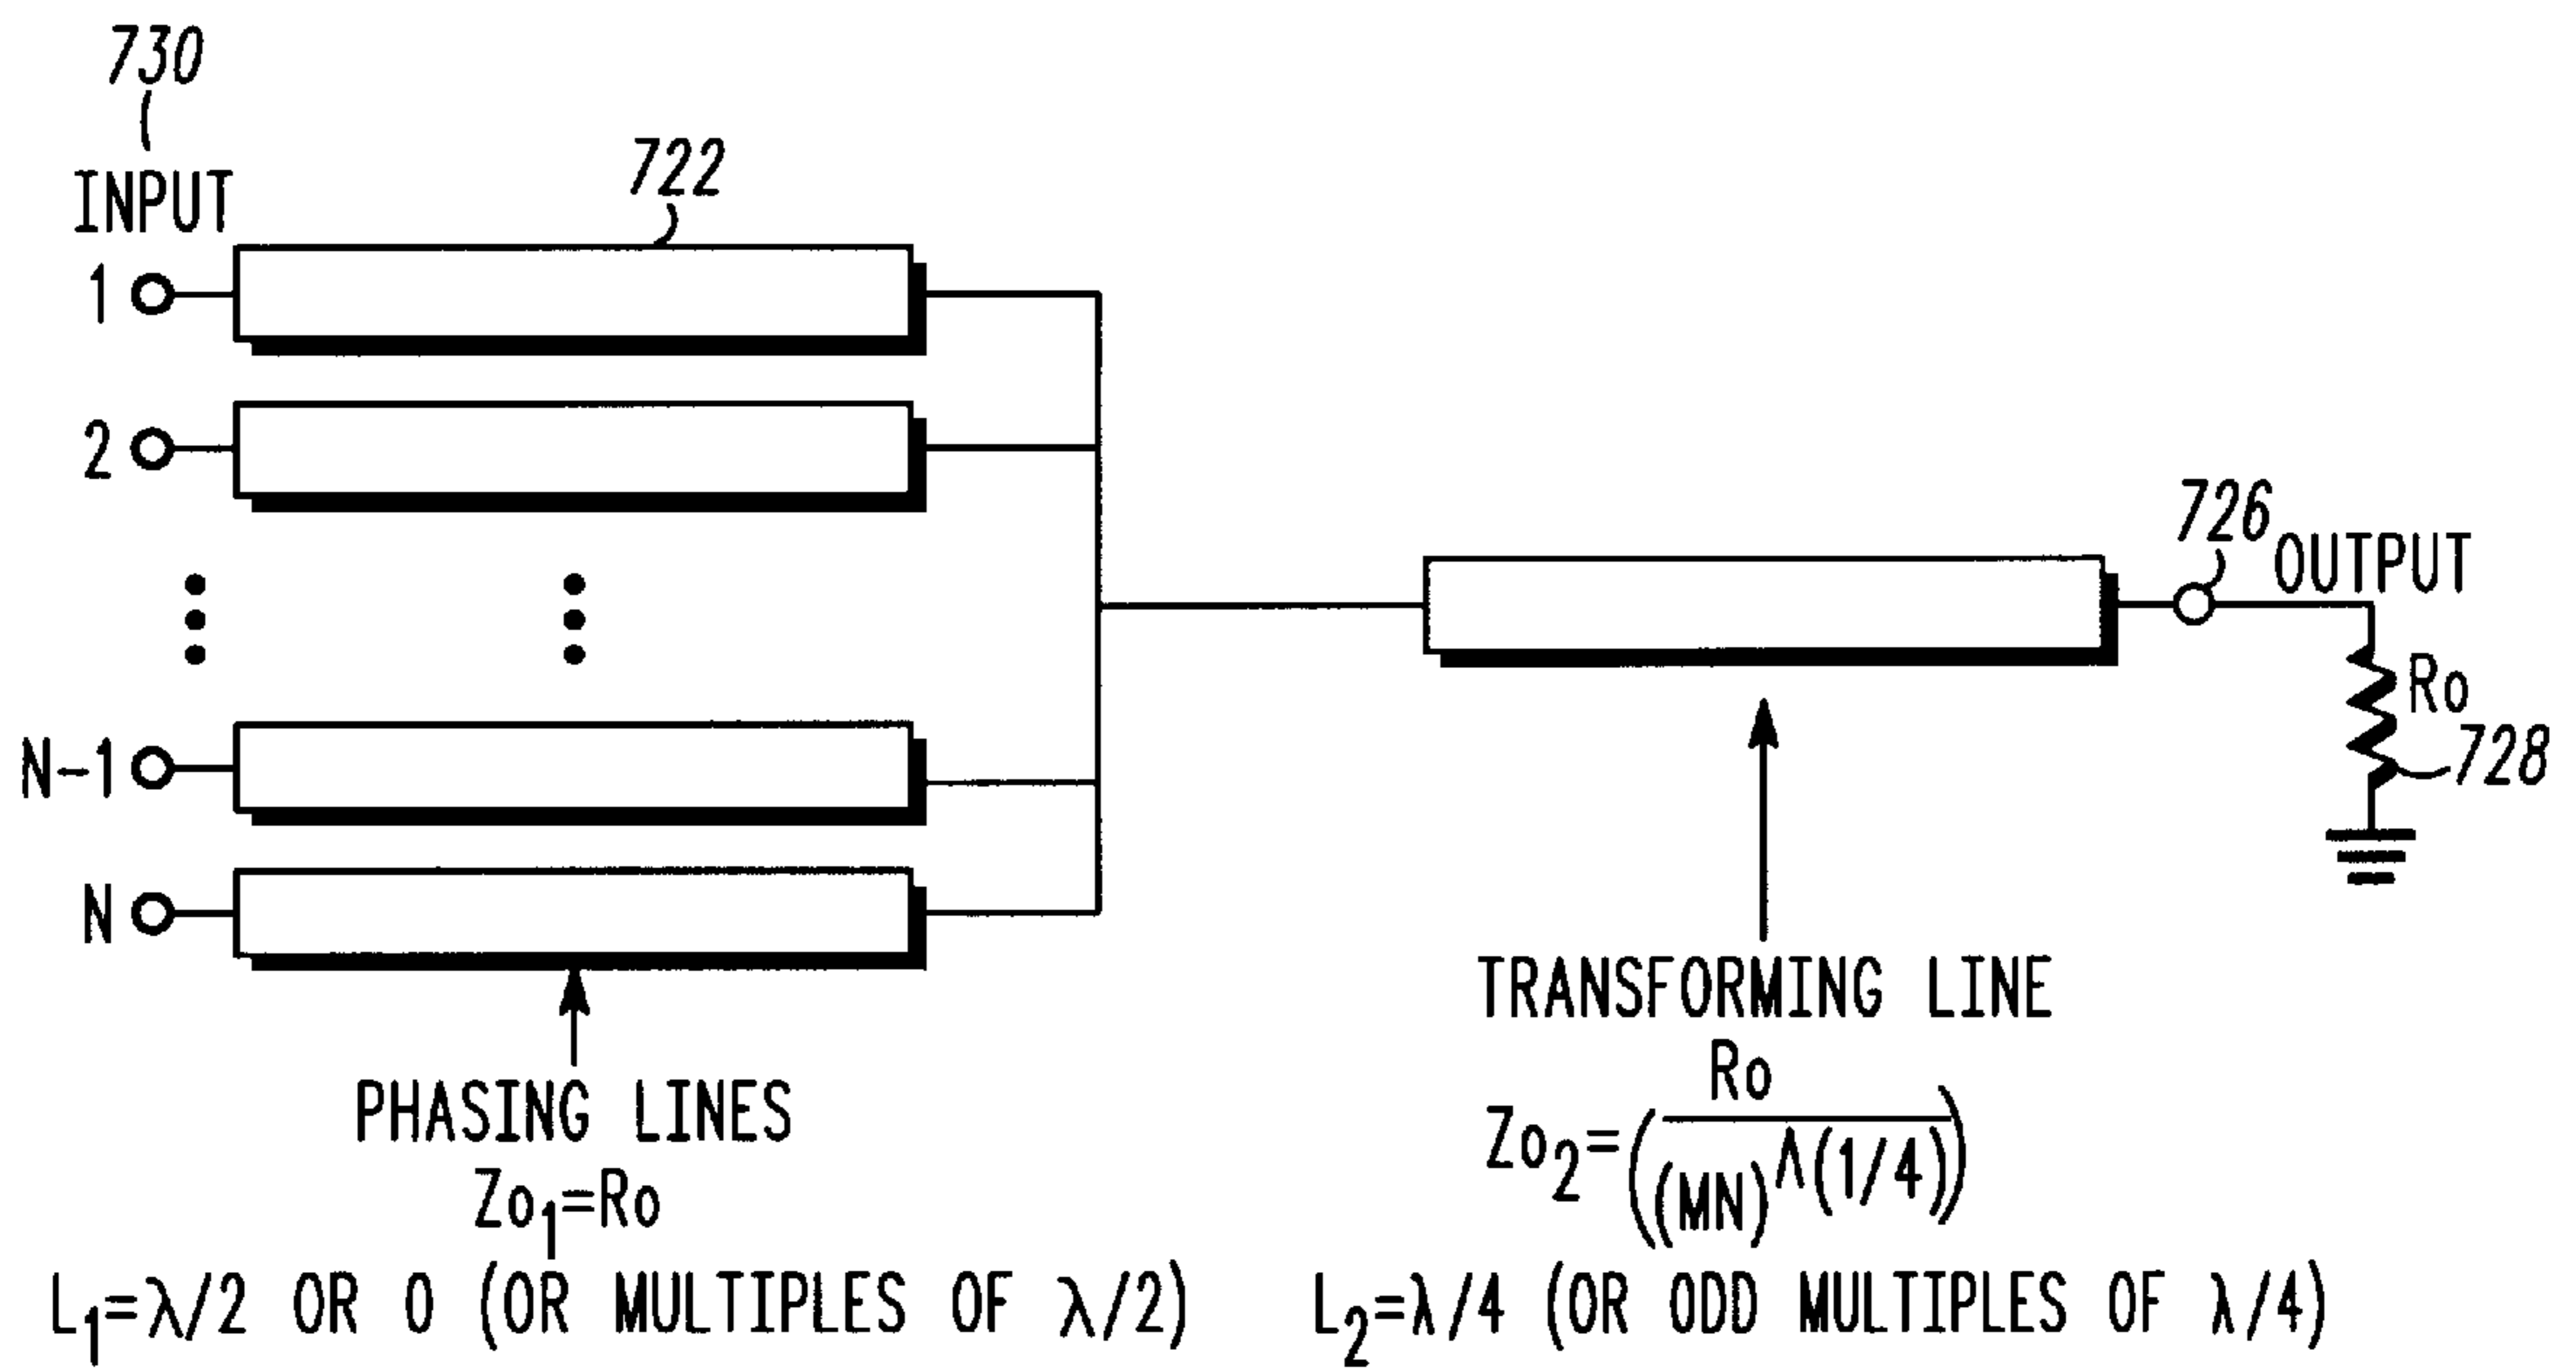 730
INPUT
722
1
2
726
OUTPUT
Ro
728
N-1
N
PHASING LINES
Zo1=Ro
L1=λ/2 OR 0 (OR MULTIPLES OF λ/2)
TRANSFORMING LINE
Zo2=(Ro/(MN)^(1/4))
L2=λ/4 (OR ODD MULTIPLES OF λ/4)